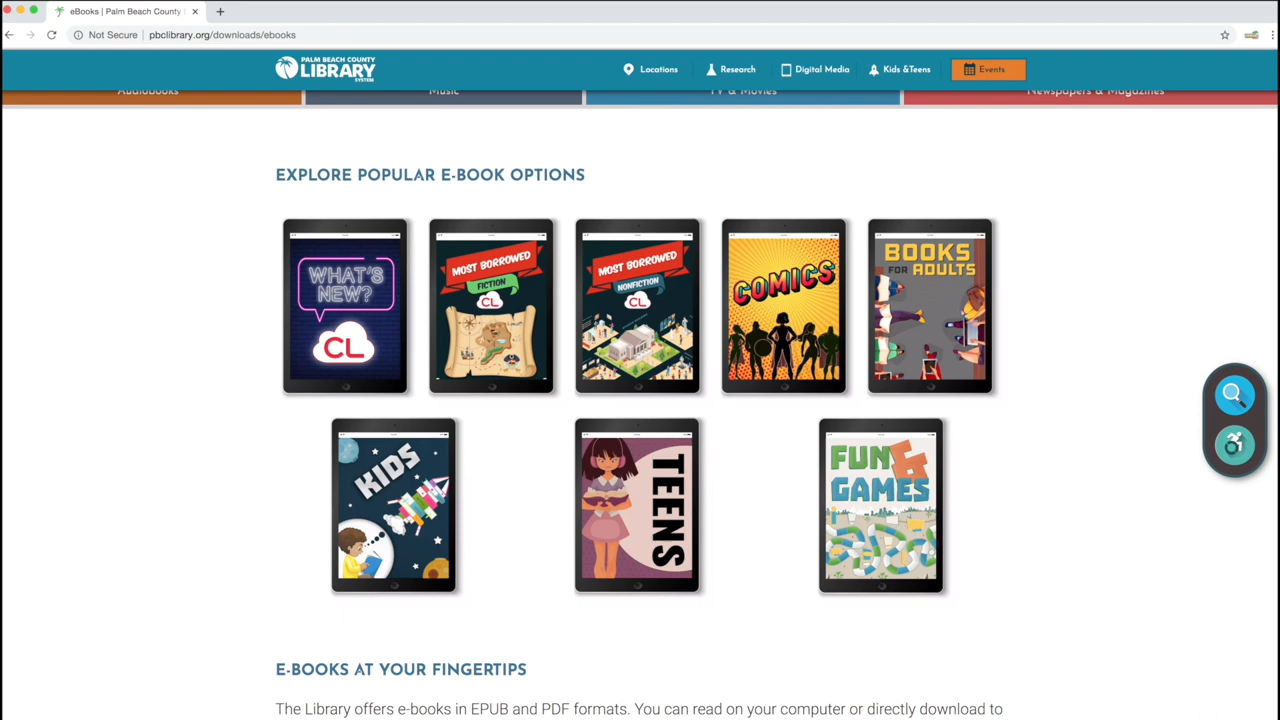 eBooks | Palm Beach County
Not Secure | pbclibrary.org/downloads/ebooks
PALM BEACH COUNTY
LIBRARY
SYSTEM
Locations
Research
Digital Media
Kids &Teens
Events
Audiobooks
Music
TV & Movies
Newspapers & Magazines
EXPLORE POPULAR E-BOOK OPTIONS
WHAT'S
NEW?
CL
MOST BORROWED
FICTION
CL
MOST BORROWED
NONFICTION
CL
COMICS
BOOKS
FOR ADULTS
KIDS
TEENS
FUN &
GAMES
E-BOOKS AT YOUR FINGERTIPS
The Library offers e-books in EPUB and PDF formats. You can read on your computer or directly download to